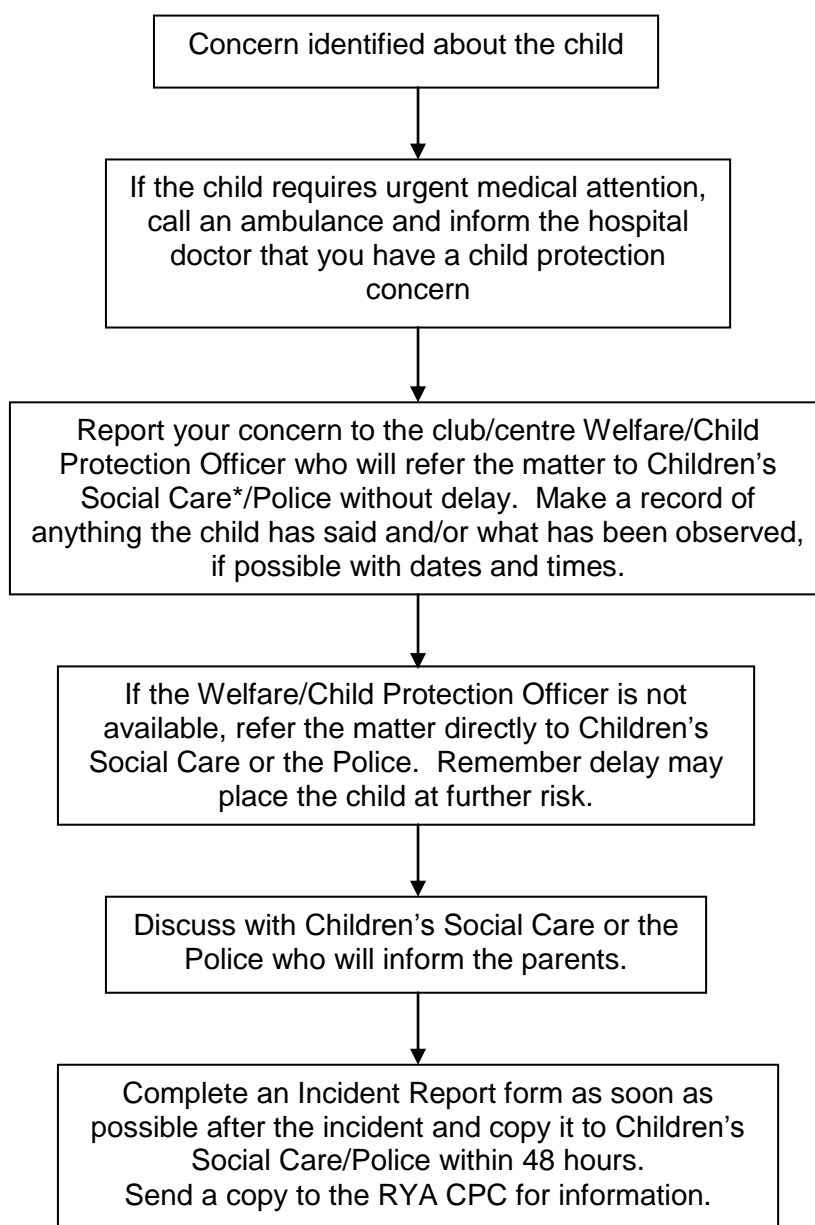 Concern identified about the child
If the child requires urgent medical attention,
call an ambulance and inform the hospital
doctor that you have a child protection
concern
Report your concern to the club/centre Welfare/Child
Protection Officer who will refer the matter to Children’s
Social Care*/Police without delay.  Make a record of
anything the child has said and/or what has been observed,
if possible with dates and times.
If the Welfare/Child Protection Officer is not
available, refer the matter directly to Children’s
Social Care or the Police.  Remember delay may
place the child at further risk.
Discuss with Children’s Social Care or the
Police who will inform the parents.
Complete an Incident Report form as soon as
possible after the incident and copy it to Children’s
Social Care/Police within 48 hours.
Send a copy to the RYA CPC for information.